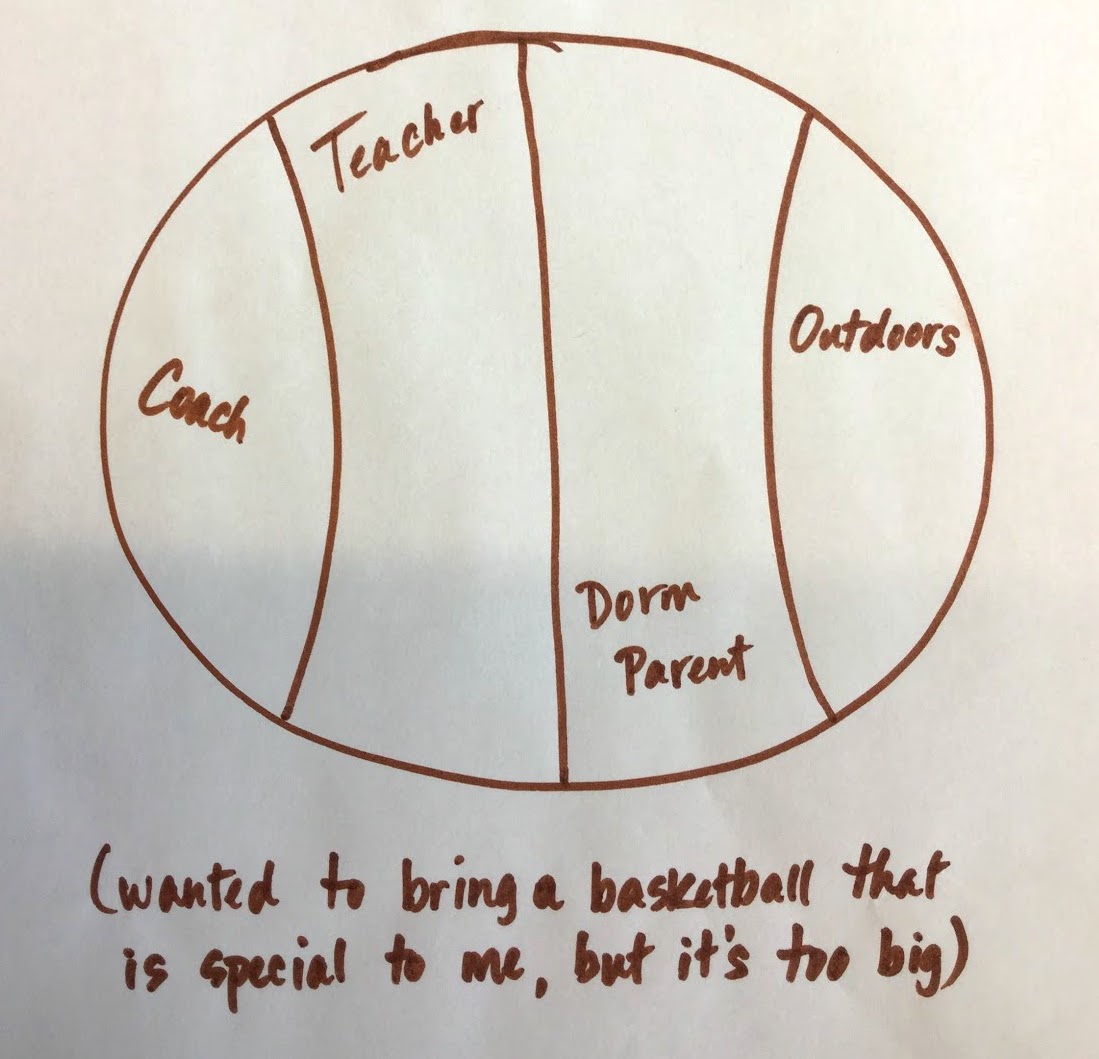 Teacher
Outdoors
Coach
Dorm
Parent
(wanted to bring a basketball that
is special to me, but it's too big)